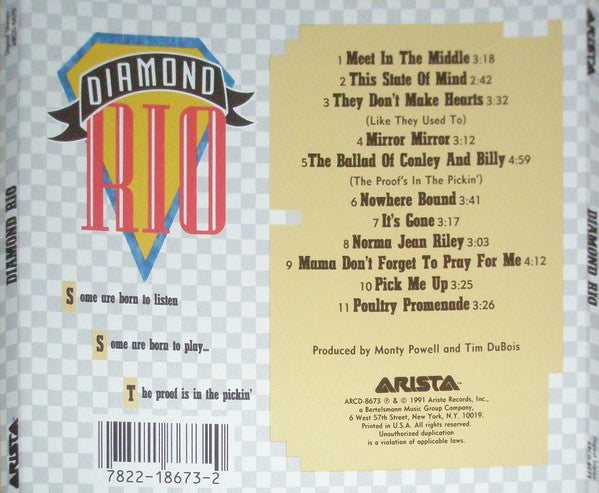 DIAMOND
RIO
Some are born to listen
Some are born to play...
The proof is in the pickin'
7822-18673-2
1 Meet In The Middle 3:18
2 This State Of Mind 2:42
3 They Don't Make Hearts 3:32
(Like They Used To)
4 Mirror Mirror 3:12
5 The Ballad Of Conley And Billy 4:59
(The Proof's In The Pickin')
6 Nowhere Bound 3:41
7 It's Gone 3:17
8 Norma Jean Riley 3:03
9 Mama Don't Forget To Pray For Me 4:12
10 Pick Me Up 3:25
11 Poultry Promenade 3:26
Produced by Monty Powell and Tim DuBois
ARISTA™
ARCD-8673 ℗ & © 1991 Arista Records, Inc.,
a Bertelsmann Music Group Company,
6 West 57th Street, New York, N.Y. 10019.
Printed in U.S.A. All rights reserved.
Unauthorized duplication
is a violation of applicable laws.
DIAMOND RIO
ARISTA
ARISTA
DIAMOND RIO
Digital Stereo
ARCD-8673